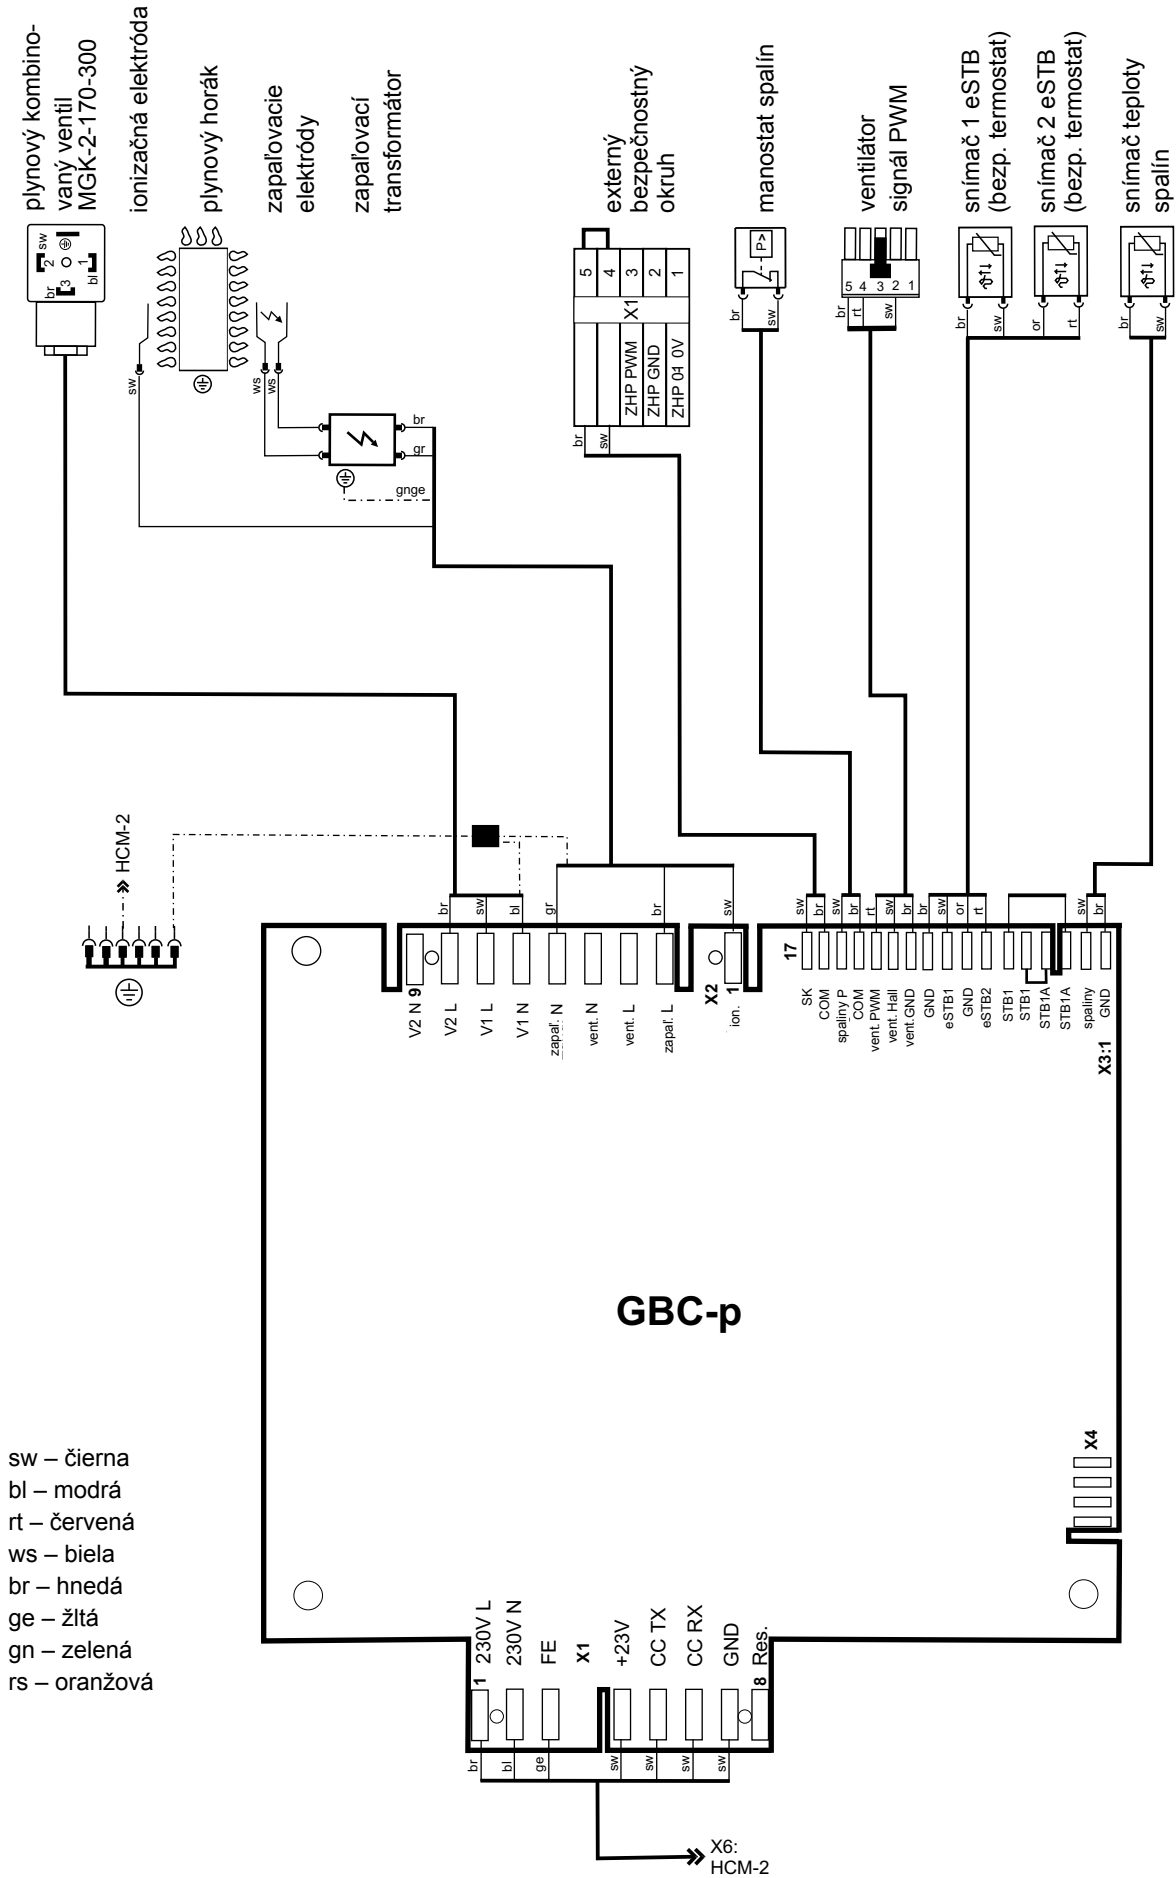 plynový kombino-
vaný ventil
MGK-2-170-300
ionizačná elektróda
plynový horák
zapaľovacie
elektródy
zapaľovací
transformátor
externý
bezpečnostný
okruh
manostat spalín
ventilátor
signál PWM
snímač 1 eSTB
(bezp. termostat)
snímač 2 eSTB
(bezp. termostat)
snímač teploty
spalín
br
sw
2
3
1
bl
sw
ws
ws
br
gr
gnge
5
4
3
2
1
X1
ZHP PWM
ZHP GND
ZHP 04 0V
br
sw
P>
br
sw
5 4 3 2 1
br
rt
sw
br
sw
or
rt
br
sw
HCM-2
br
sw
bl
gr
br
sw
sw
br
sw
br
rt
sw
br
br
sw
or
rt
sw
br
V2 N 9
V2 L
V1 L
V1 N
zapaľ. N
vent. N
vent. L
zapaľ. L
X2
ion. 1
17
SK
COM
spaliny P
COM
vent. PWM
vent. Hall
vent.GND
GND
eSTB1
GND
eSTB2
STB1
STB1
STB1A
STB1A
spaliny
GND
X3:1
GBC-p
X4
sw – čierna
bl – modrá
rt – červená
ws – biela
br – hnedá
ge – žltá
gn – zelená
rs – oranžová
1 230V L
230V N
FE
X1
+23V
CC TX
CC RX
GND
8 Res.
br
bl
ge
sw
sw
sw
sw
X6:
HCM-2